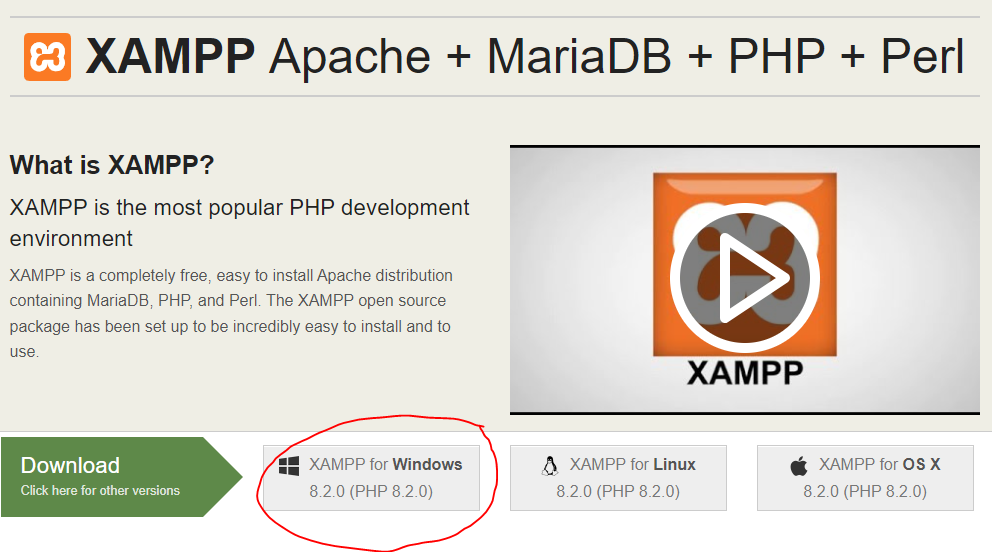 XAMPP Apache + MariaDB + PHP + Perl
What is XAMPP?
XAMPP is the most popular PHP development
environment
XAMPP is a completely free, easy to install Apache distribution
containing MariaDB, PHP, and Perl. The XAMPP open source
package has been set up to be incredibly easy to install and to
use.
XAMPP
Download
Click here for other versions
XAMPP for Windows
8.2.0 (PHP 8.2.0)
XAMPP for Linux
8.2.0 (PHP 8.2.0)
XAMPP for OS X
8.2.0 (PHP 8.2.0)